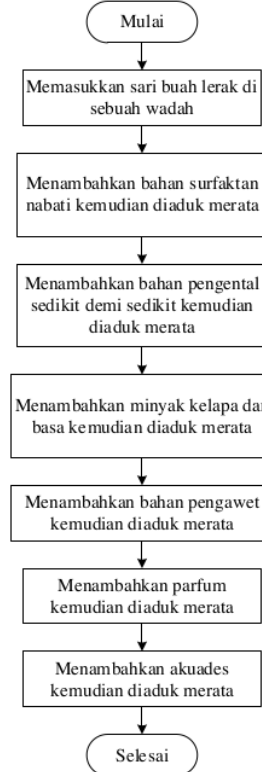 Mulai
Memasukkan sari buah lerak di
sebuah wadah
Menambahkan bahan surfaktan
nabati kemudian diaduk merata
Menambahkan bahan pengental
sedikit demi sedikit kemudian
diaduk merata
Menambahkan minyak kelapa dan
basa kemudian diaduk merata
Menambahkan bahan pengawet
kemudian diaduk merata
Menambahkan parfum
kemudian diaduk merata
Menambahkan akuades
kemudian diaduk merata
Selesai